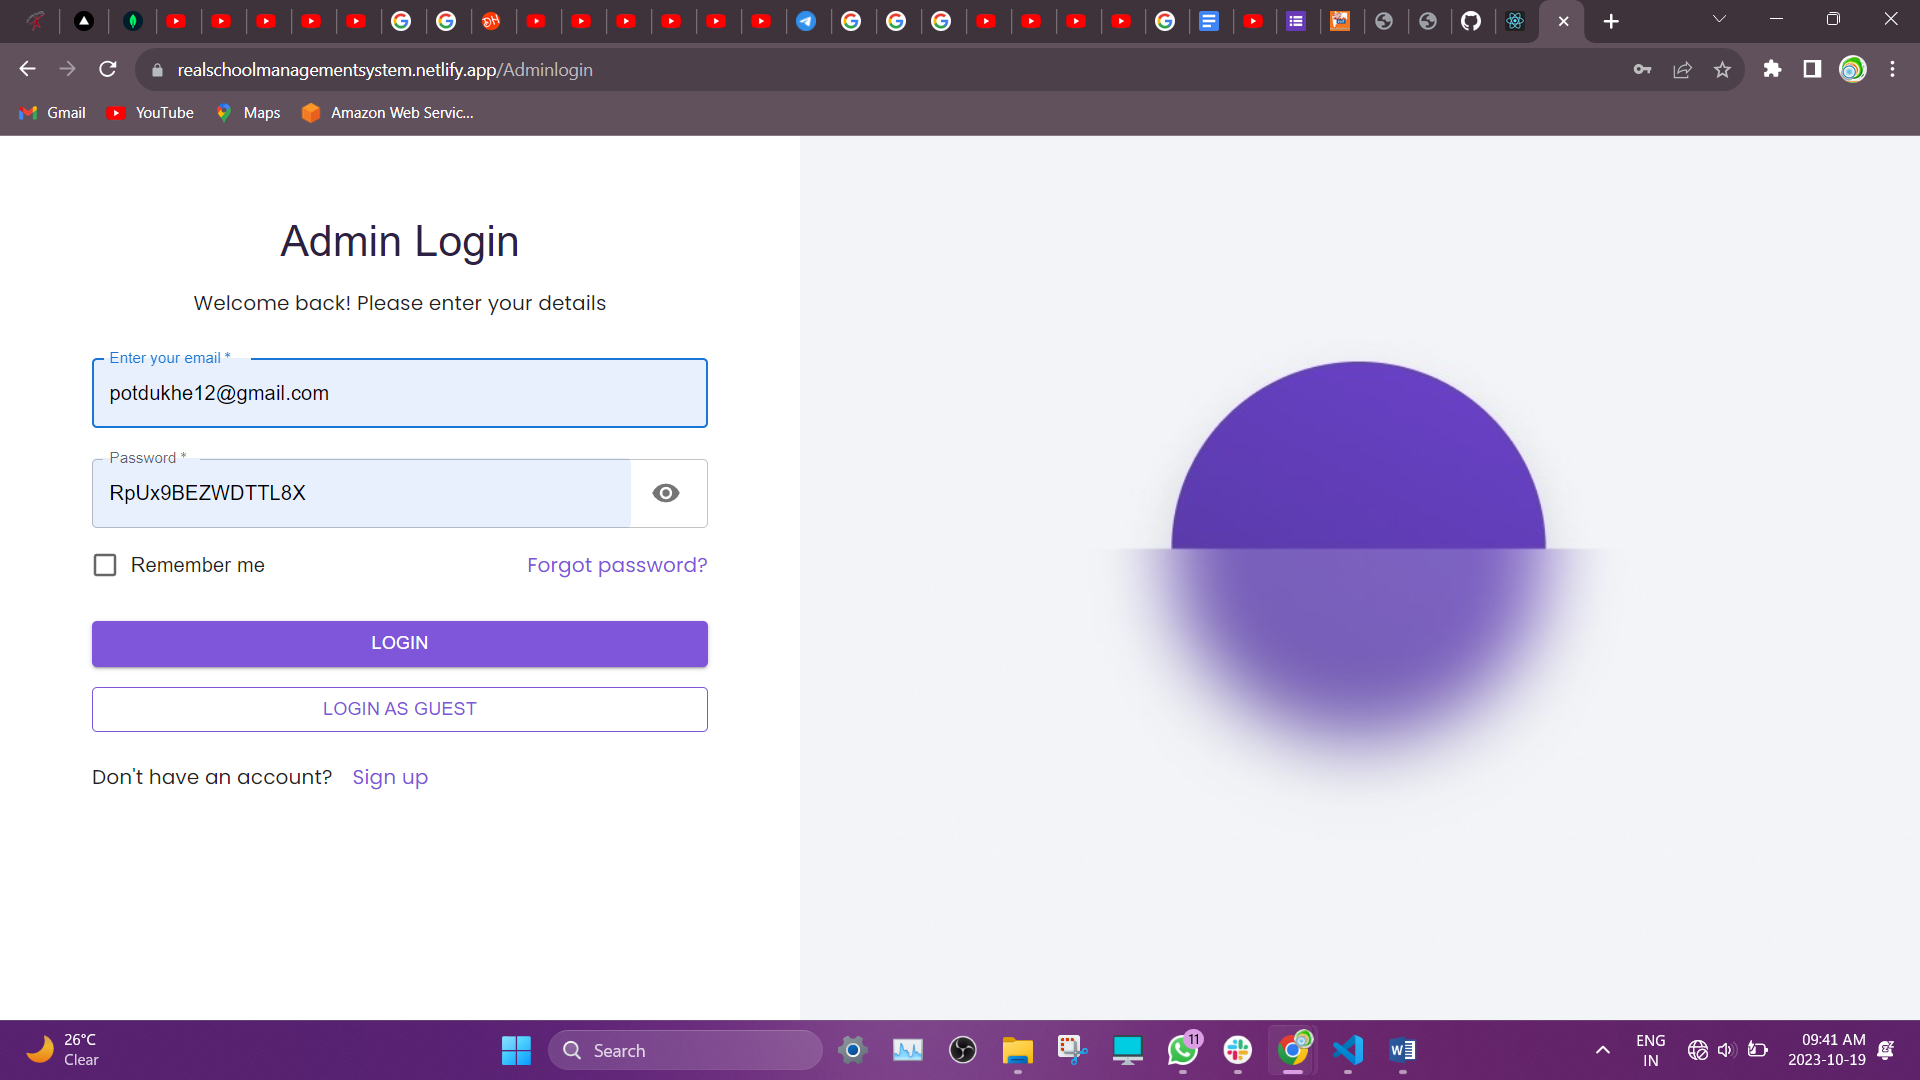 realschoolmanagementsystem.netlify.app/Adminlogin
Gmail YouTube Maps Amazon Web Servic...
Admin Login
Welcome back! Please enter your details
Enter your email *
potdukhe12@gmail.com
Password *
RpUx9BEZWDTTL8X
Remember me Forgot password?
LOGIN
LOGIN AS GUEST
Don't have an account? Sign up
26°C
Clear
Search
11
ENG
IN
09:41 AM
2023-10-19